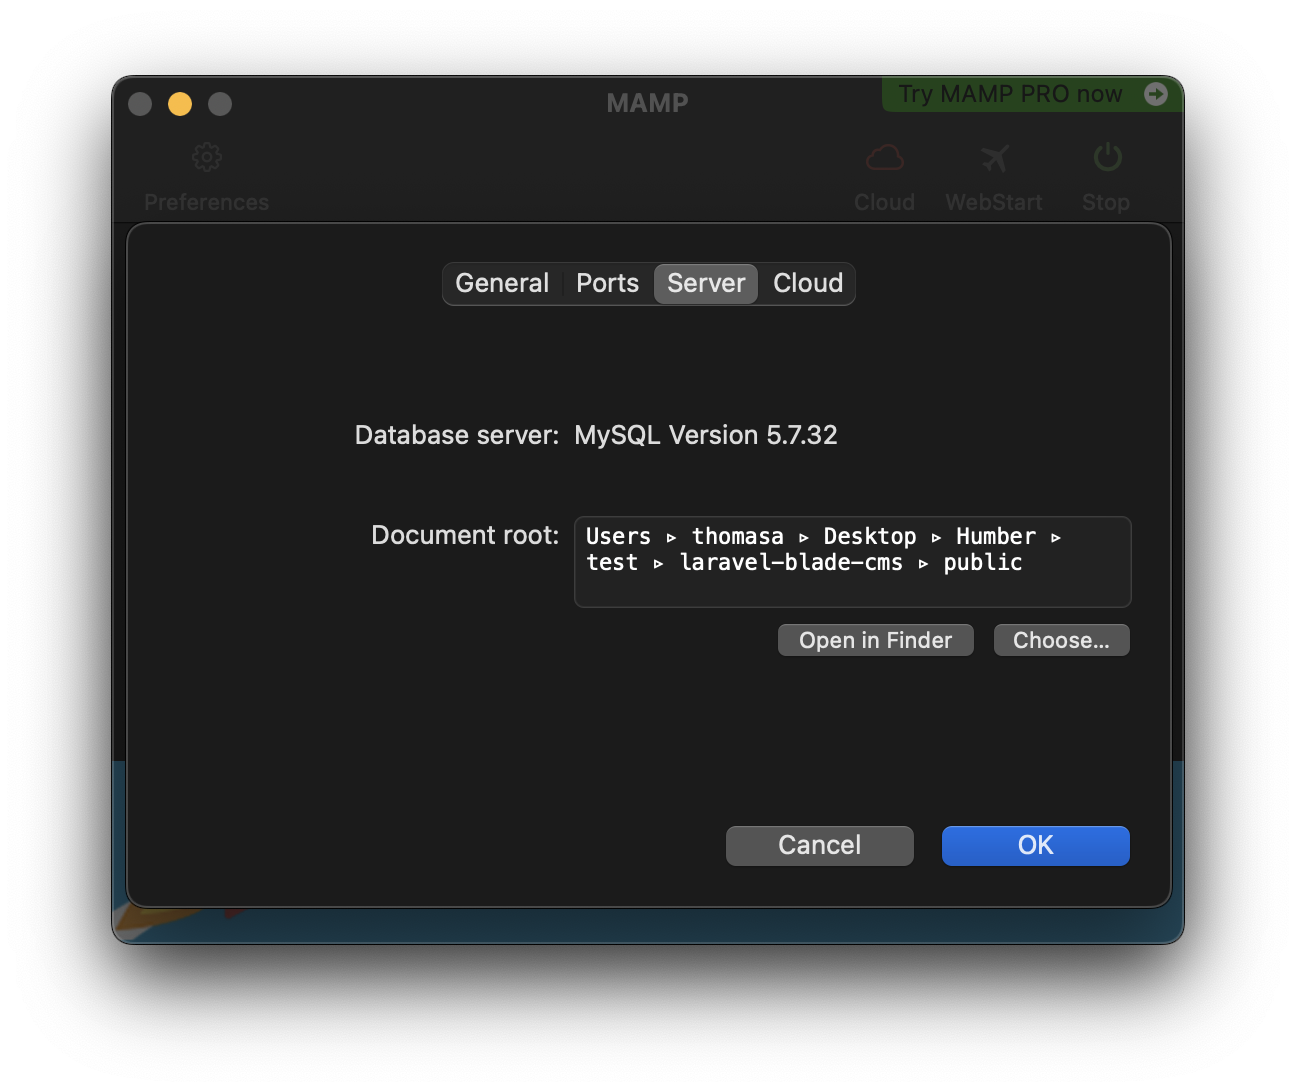 MAMP
Try MAMP PRO now
Preferences
Cloud
WebStart
Stop
General
Ports
Server
Cloud
Database server: MySQL Version 5.7.32
Document root: Users ▹ thomasa ▹ Desktop ▹ Humber ▹
test ▹ laravel-blade-cms ▹ public
Open in Finder
Choose...
Cancel
OK